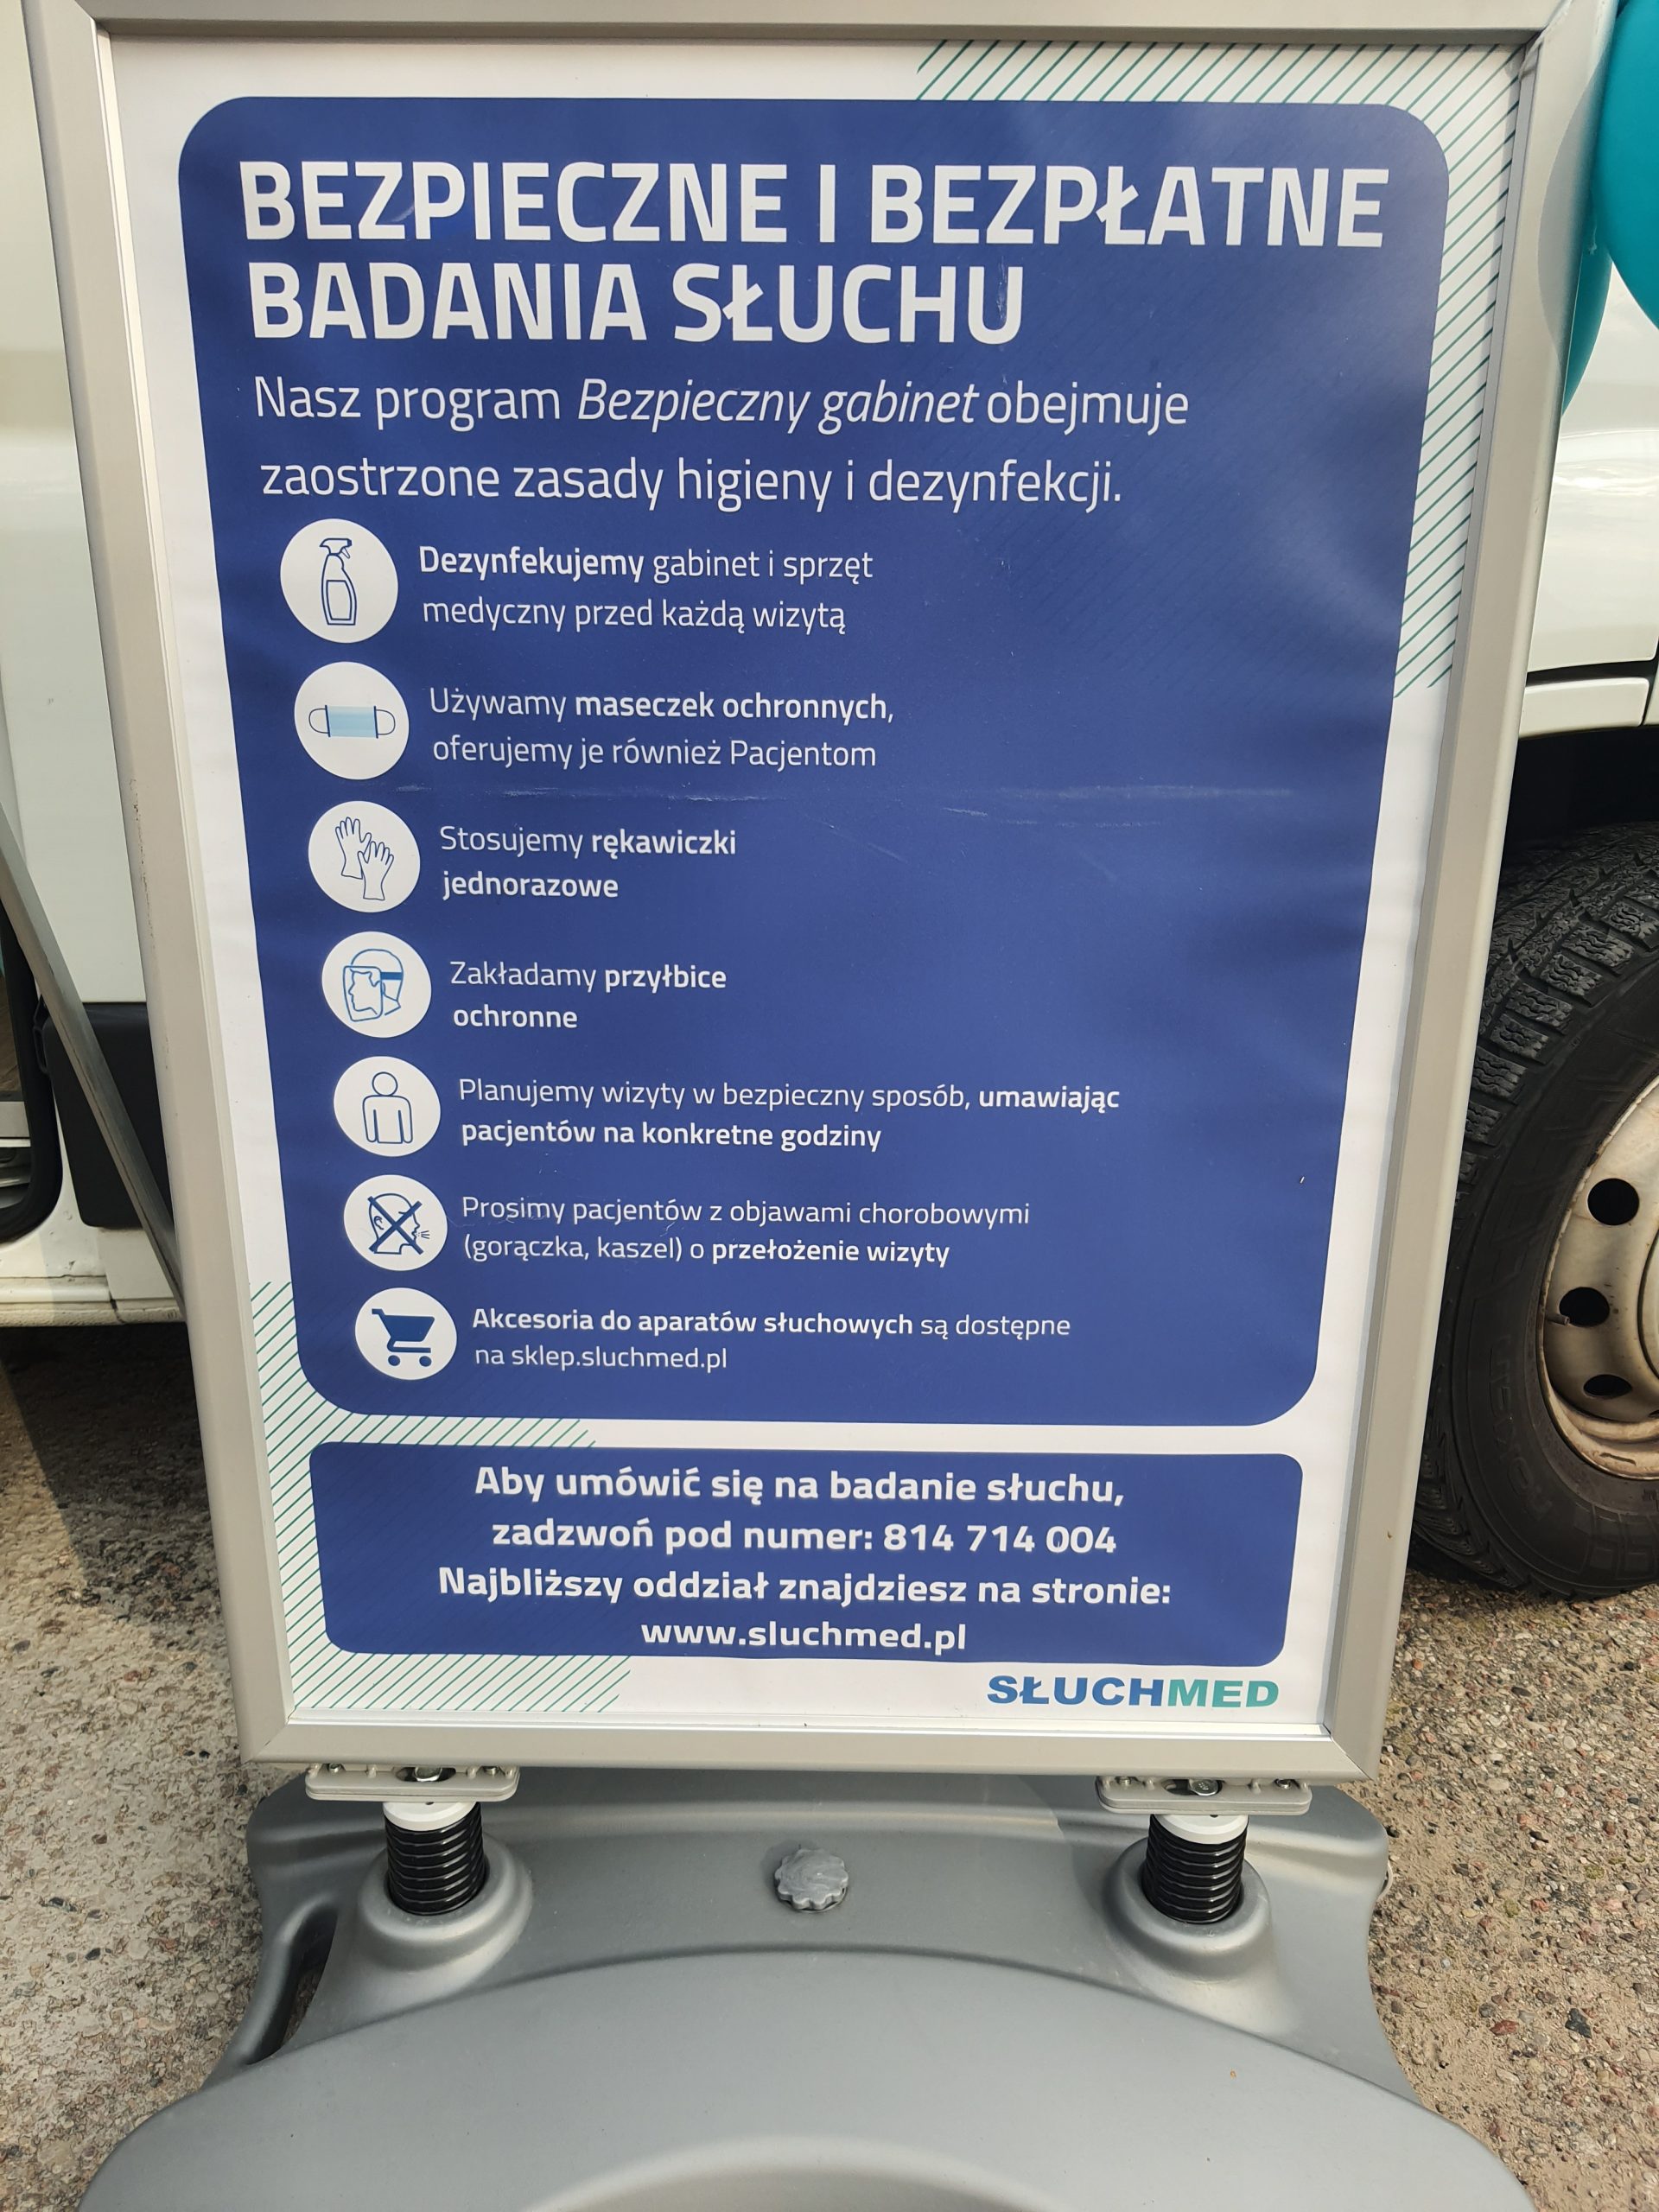 BEZPIECZNE I BEZPŁATNE
BADANIA SŁUCHU
Nasz program Bezpieczny gabinet obejmuje
zaostrzone zasady higieny i dezynfekcji.
Dezynfekujemy gabinet i sprzęt
medyczny przed każdą wizytą
Używamy maseczek ochronnych,
oferujemy je również Pacjentom
Stosujemy rękawiczki
jednorazowe
Zakładamy przyłbice
ochronne
Planujemy wizyty w bezpieczny sposób, umawiając
pacjentów na konkretne godziny
Prosimy pacjentów z objawami chorobowymi
(gorączka, kaszel) o przełożenie wizyty
Akcesoria do aparatów słuchowych są dostępne
na sklep.sluchmed.pl
Aby umówić się na badanie słuchu,
zadzwoń pod numer: 814 714 004
Najbliższy oddział znajdziesz na stronie:
www.sluchmed.pl
SŁUCHMED